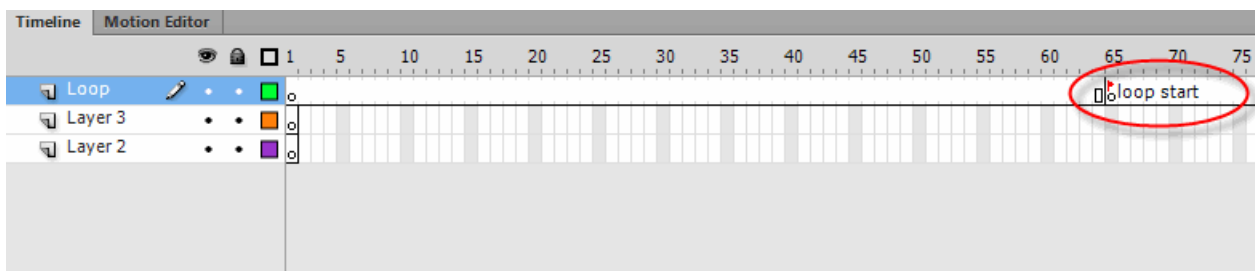 Timeline Motion Editor
1 5 10 15 20 25 30 35 40 45 50 55 60 65 70 75
Loop loop start
Layer 3
Layer 2